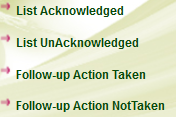 List Acknowledged
List UnAcknowledged
Follow-up Action Taken
Follow-up Action NotTaken